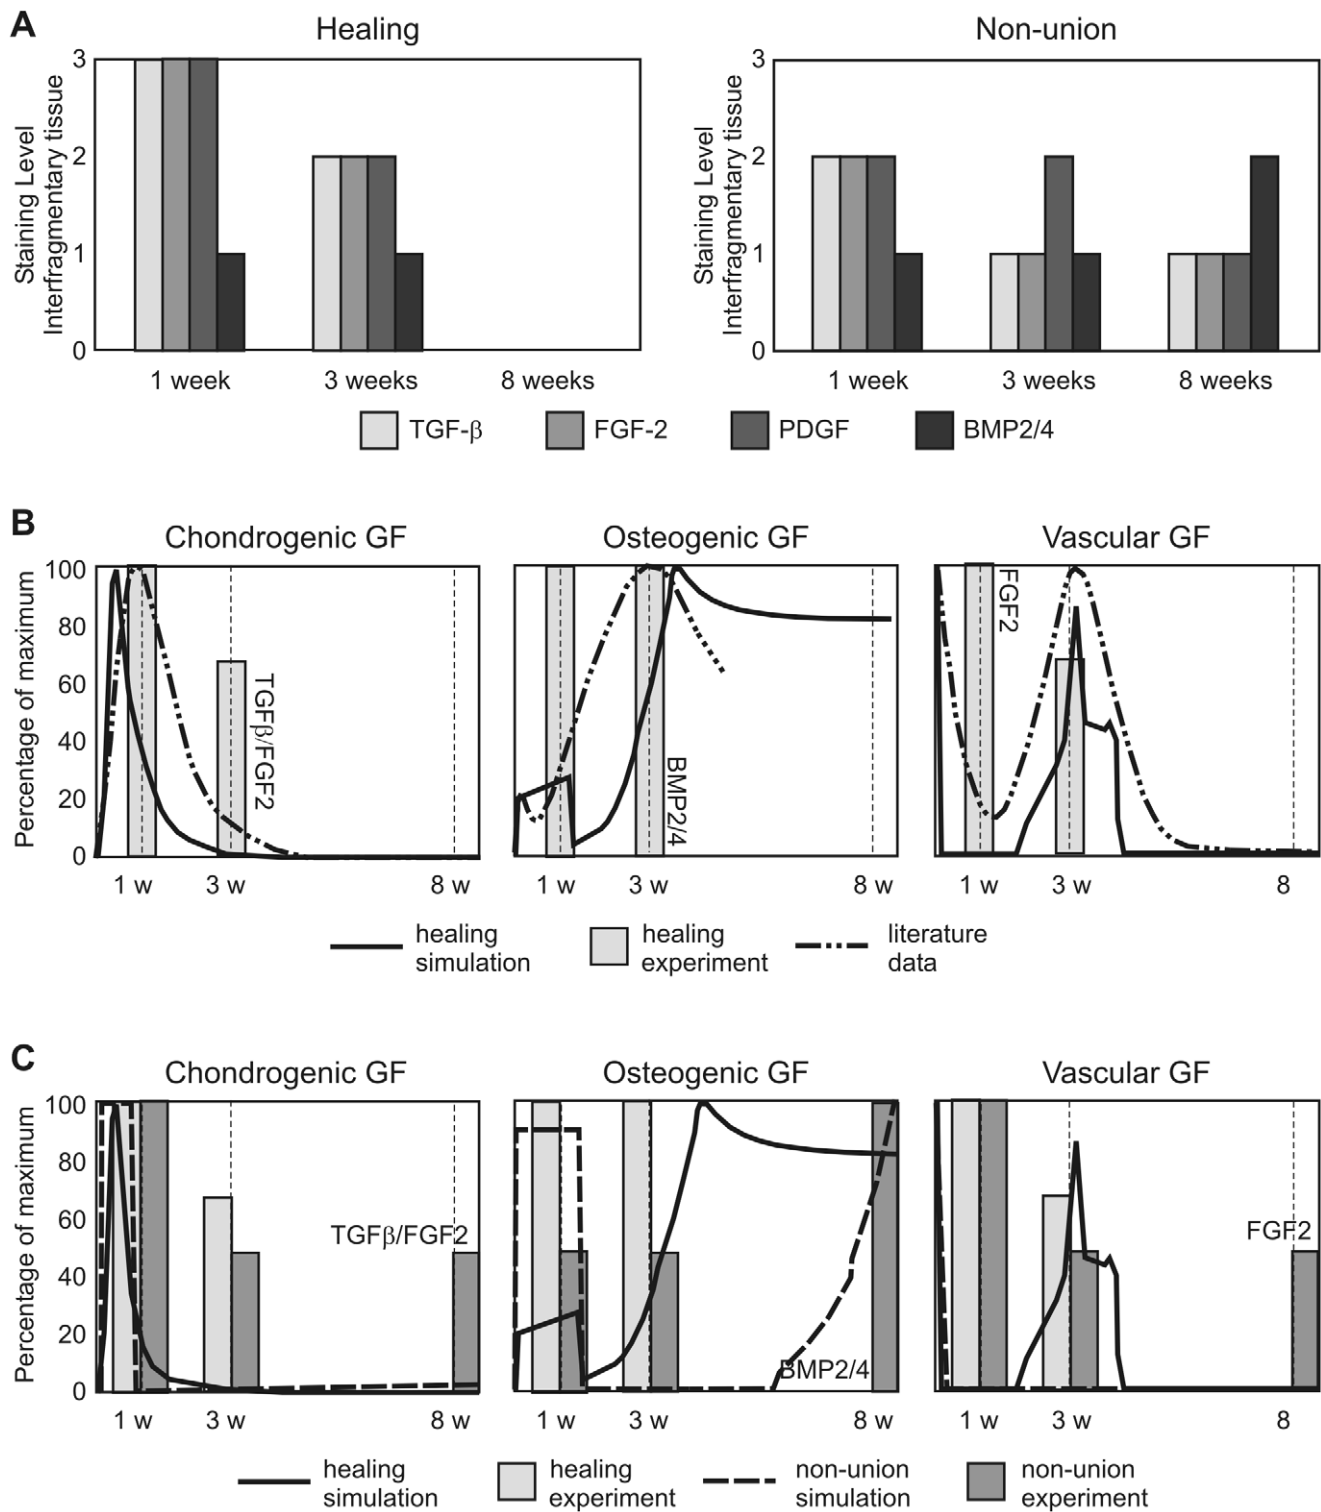 A
Healing
Non-union
Staining Level
Interfragmentary tissue
3
2
1
0
1 week
3 weeks
8 weeks
Staining Level
Interfragmentary tissue
3
2
1
0
1 week
3 weeks
8 weeks
TGF-β
FGF-2
PDGF
BMP2/4
B
Chondrogenic GF
Osteogenic GF
Vascular GF
Percentage of maximum
100
80
60
40
20
0
TGFβ/FGF2
BMP2/4
FGF2
1 w
3 w
8 w
1 w
3 w
8 w
1 w
3 w
8
healing
simulation
healing
experiment
literature
data
C
Chondrogenic GF
Osteogenic GF
Vascular GF
Percentage of maximum
100
80
60
40
20
0
TGFβ/FGF2
BMP2/4
FGF2
1 w
3 w
8 w
1 w
3 w
8 w
1 w
3 w
8
healing
simulation
healing
experiment
non-union
simulation
non-union
experiment